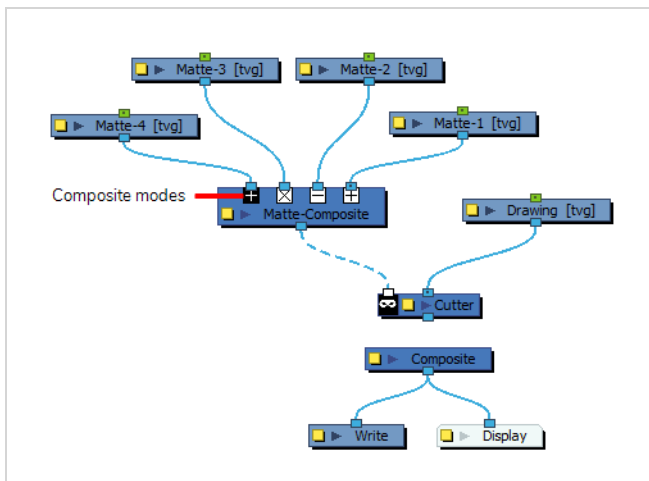 Matte-3 [tvg]
Matte-2 [tvg]
Matte-4 [tvg]
Matte-1 [tvg]
Composite modes
Matte-Composite
Drawing [tvg]
Cutter
Composite
Write
Display